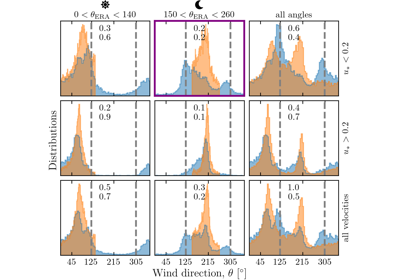 0 < θERA < 140
150 < θERA < 260
all angles
0.3
0.6
0.2
0.2
0.6
0.4
u* < 0.2
0.2
0.9
0.1
0.1
0.4
0.7
u* > 0.2
0.5
0.7
0.3
0.2
1.0
0.5
all velocities
Distributions
45 125 215 305
45 125 215 305
45 125 215 305
Wind direction, θ [°]